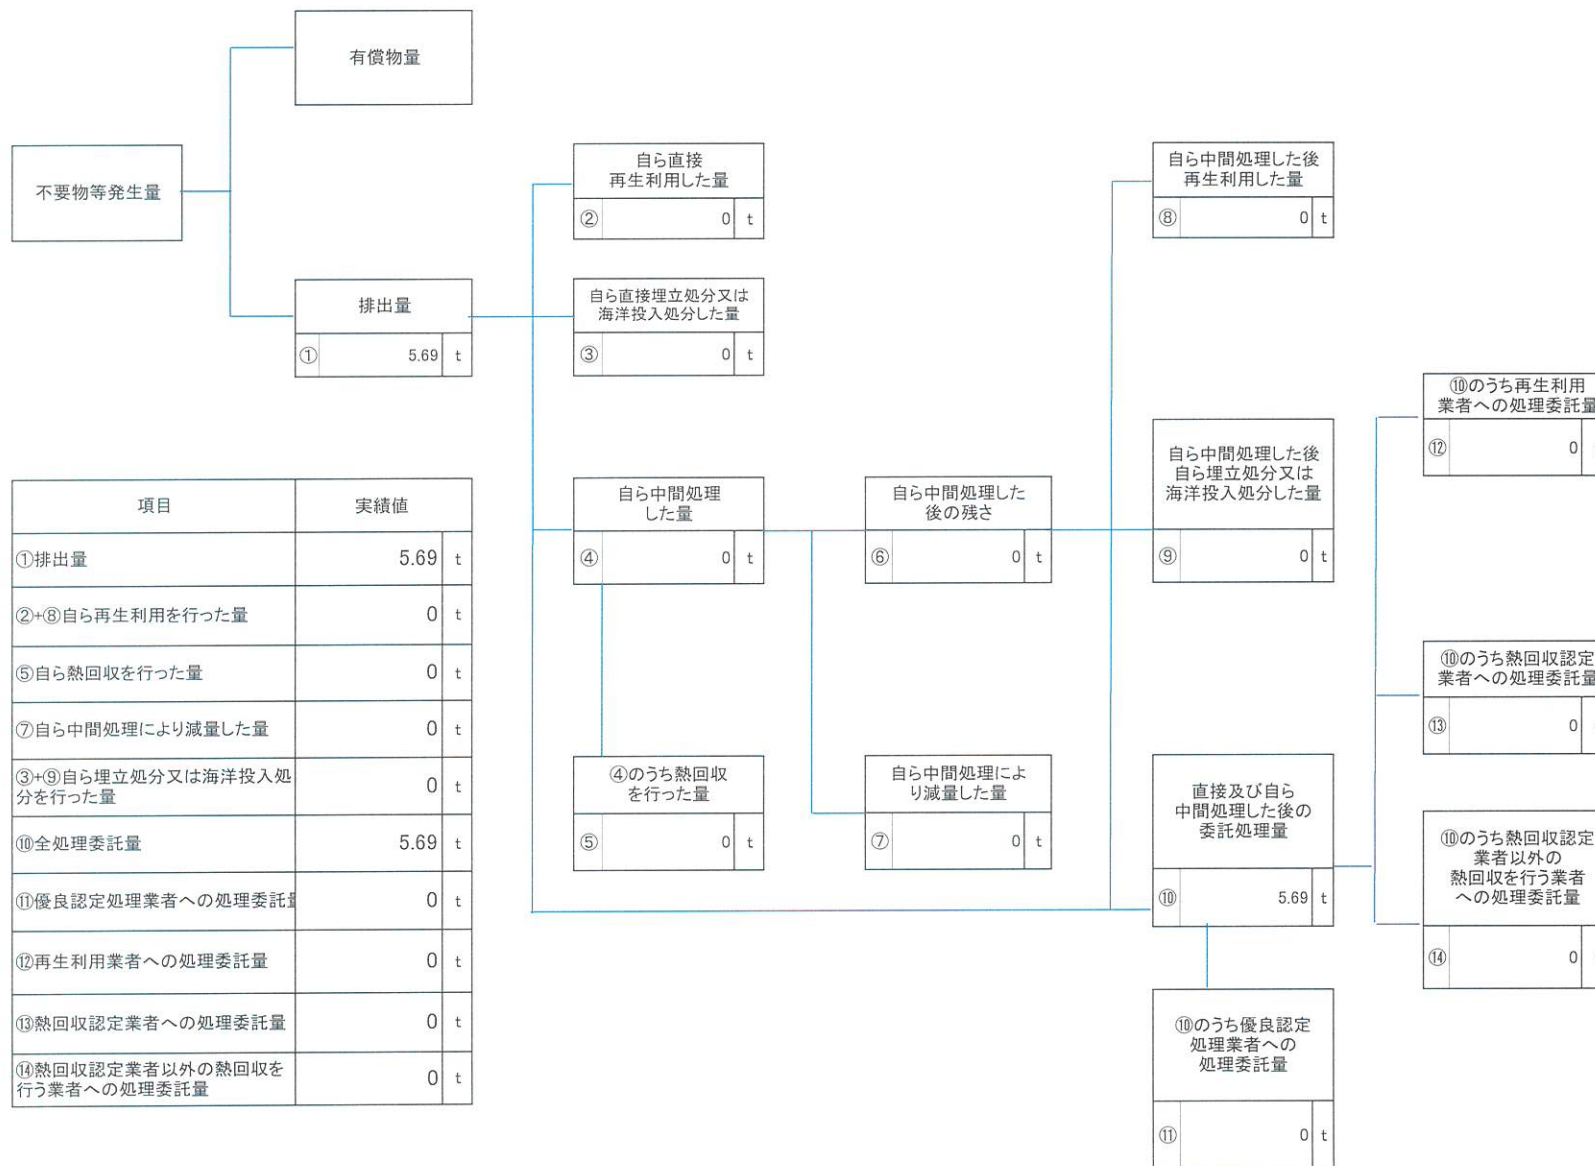 有償物量
不要物等発生量
排出量
① 5.69 t
自ら直接
再生利用した量
② 0 t
自ら直接埋立処分又は
海洋投入処分した量
③ 0 t
自ら中間処理
した量
④ 0 t
④のうち熱回収
を行った量
⑤ 0 t
自ら中間処理した
後の残さ
⑥ 0 t
自ら中間処理によ
り減量した量
⑦ 0 t
自ら中間処理した後
再生利用した量
⑧ 0 t
自ら中間処理した後
自ら埋立処分又は
海洋投入処分した量
⑨ 0 t
直接及び自ら
中間処理した後の
委託処理量
⑩ 5.69 t
⑩のうち優良認定
処理業者への
処理委託量
⑪ 0 t
⑩のうち再生利用
業者への処理委託量
⑫ 0
⑩のうち熱回収認定
業者への処理委託量
⑬ 0
⑩のうち熱回収認定
業者以外の
熱回収を行う業者
への処理委託量
⑭ 0
項目 実績値
①排出量 5.69 t
②+⑧自ら再生利用を行った量 0 t
⑤自ら熱回収を行った量 0 t
⑦自ら中間処理により減量した量 0 t
③+⑨自ら埋立処分又は海洋投入処
分を行った量 0 t
⑩全処理委託量 5.69 t
⑪優良認定処理業者への処理委託量 0 t
⑫再生利用業者への処理委託量 0 t
⑬熱回収認定業者への処理委託量 0 t
⑭熱回収認定業者以外の熱回収を
行う業者への処理委託量 0 t